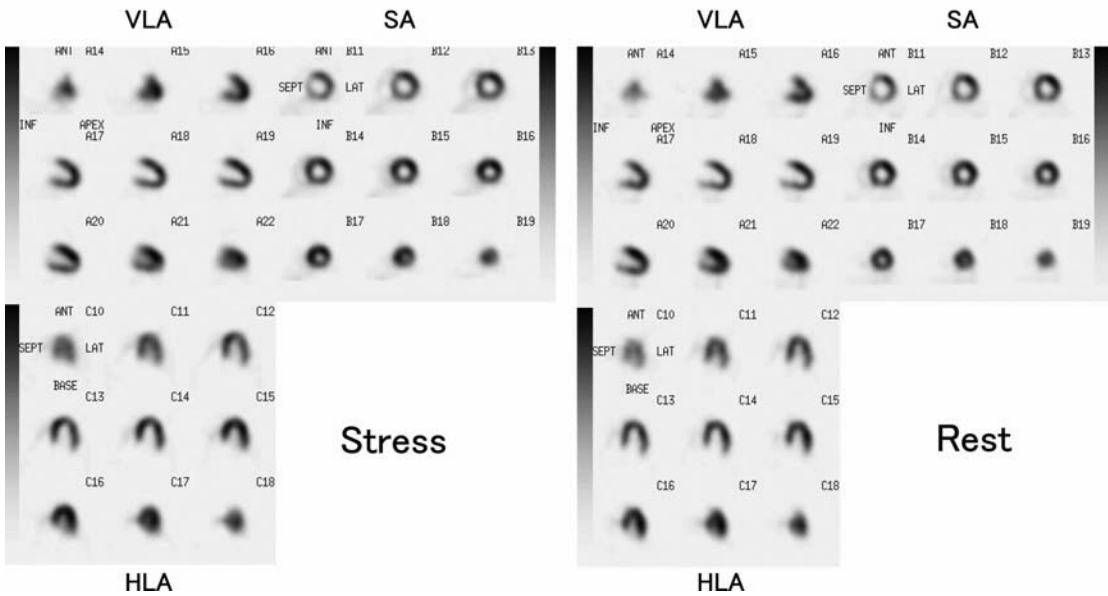 VLA SA VLA SA
ANT A14 A15 A16 ANT B11 B12 B13 ANT A14 A15 A16 ANT B11 B12 B13
SEPT LAT SEPT LAT
INF APEX INF INF APEX INF
A17 A18 A19 B14 B15 B16 A17 A18 A19 B14 B15 B16
A20 A21 A22 B17 B18 B19 A20 A21 A22 B17 B18 B19
ANT C10 C11 C12 ANT C10 C11 C12
SEPT LAT SEPT LAT
BASE BASE
C13 C14 C15 C13 C14 C15
Stress Rest
C16 C17 C18 C16 C17 C18
HLA HLA